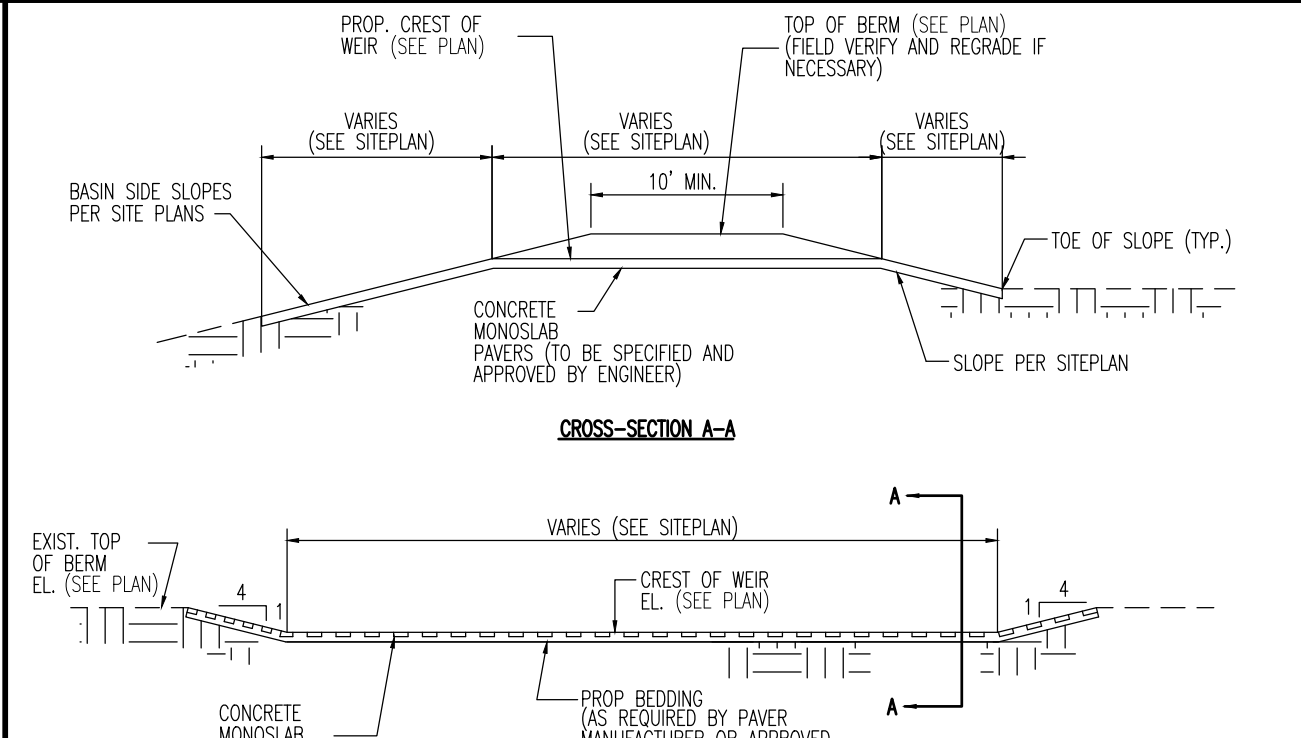 PROP. CREST OF
WEIR (SEE PLAN)
TOP OF BERM (SEE PLAN)
(FIELD VERIFY AND REGRADE IF
NECESSARY)
VARIES
(SEE SITEPLAN)
VARIES
(SEE SITEPLAN)
VARIES
(SEE SITEPLAN)
10' MIN.
BASIN SIDE SLOPES
PER SITE PLANS
TOE OF SLOPE (TYP.)
CONCRETE
MONOSLAB
PAVERS (TO BE SPECIFIED AND
APPROVED BY ENGINEER)
SLOPE PER SITEPLAN
CROSS-SECTION A-A
A
VARIES (SEE SITEPLAN)
EXIST. TOP
OF BERM
EL. (SEE PLAN)
4
1
CREST OF WEIR
EL. (SEE PLAN)
1
4
CONCRETE
MONOSLAB
PROP BEDDING
(AS REQUIRED BY PAVER
MANUFACTURER OR APPROVED
A